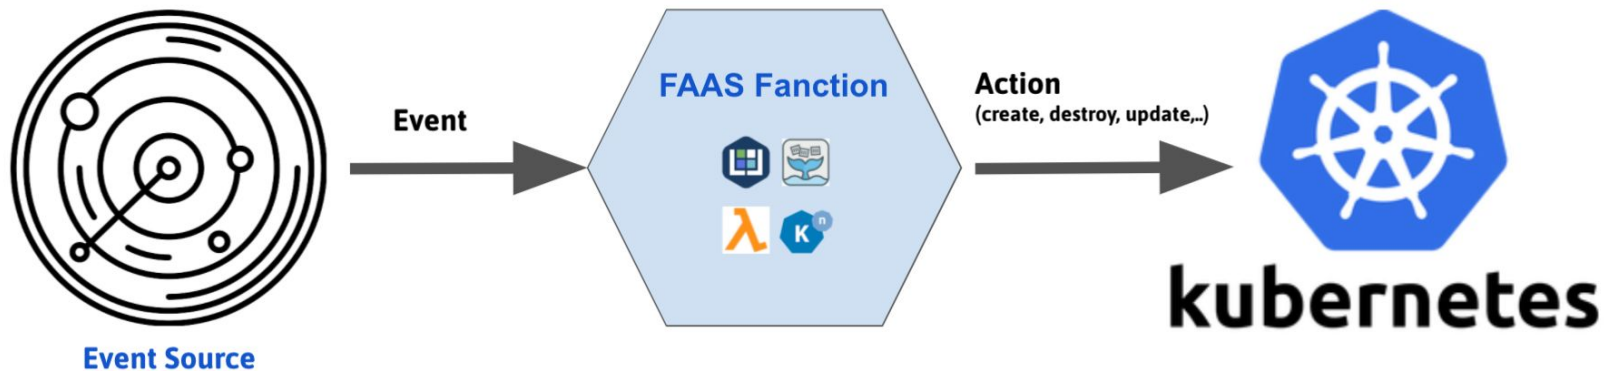 Event Source
Event
FAAS Fanction
λ
K
n
Action
(create, destroy, update,..)
kubernetes